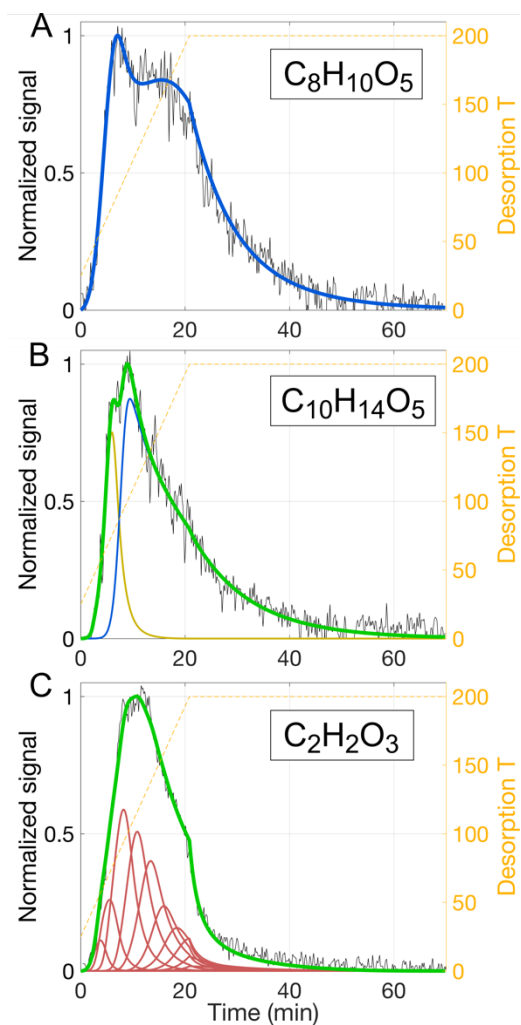 A
C₈H₁₀O₅
Normalized signal
1
0.5
0
200
150
100
50
0
Desorption T
0 20 40 60
B
C₁₀H₁₄O₅
Normalized signal
1
0.5
0
200
150
100
50
0
Desorption T
0 20 40 60
C
C₂H₂O₃
Normalized signal
1
0.5
0
200
150
100
50
0
Desorption T
0 20 40 60
Time (min)